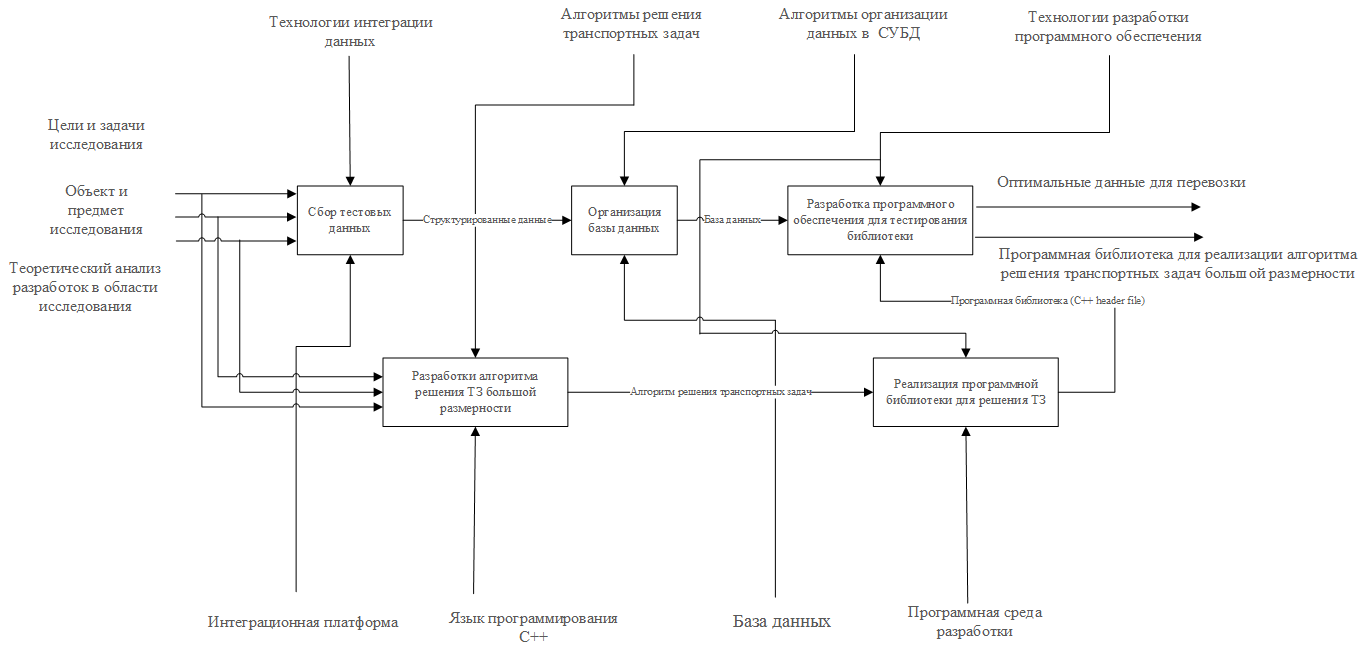 Технологии интеграции
данных
Алгоритмы решения
транспортных задач
Алгоритмы организации
данных в СУБД
Технологии разработки
программного обеспечения
Цели и задачи
исследования
Объект и
предмет
исследования
Теоретический анализ
разработок в области
исследования
Сбор тестовых
данных
Структурированные данные
Организация
базы данных
База данных
Разработка программного
обеспечения для тестирования
библиотеки
Оптимальные данные для перевозки
Программная библиотека для реализации алгоритма
решения транспортных задач большой размерности
Программная библиотека (C++ header file)
Разработки алгоритма
решения ТЗ большой
размерности
Алгоритм решения транспортных задач
Реализация программной
библиотеки для решения ТЗ
Интеграционная платформа
Язык программирования
C++
База данных
Программная среда
разработки